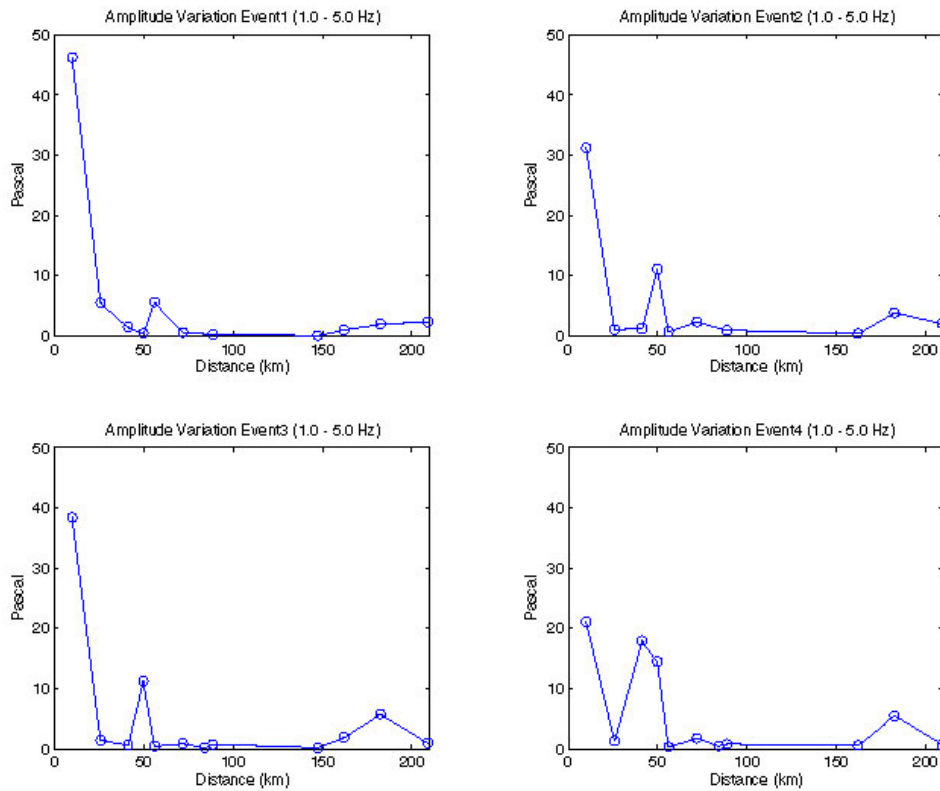 Amplitude Variation Event1 (1.0 - 5.0 Hz)
50
40
30
20
10
0
Pascal
0 50 100 150 200
Distance (km)
Amplitude Variation Event2 (1.0 - 5.0 Hz)
50
40
30
20
10
0
Pascal
0 50 100 150 200
Distance (km)
Amplitude Variation Event3 (1.0 - 5.0 Hz)
50
40
30
20
10
0
Pascal
0 50 100 150 200
Distance (km)
Amplitude Variation Event4 (1.0 - 5.0 Hz)
50
40
30
20
10
0
Pascal
0 50 100 150 200
Distance (km)